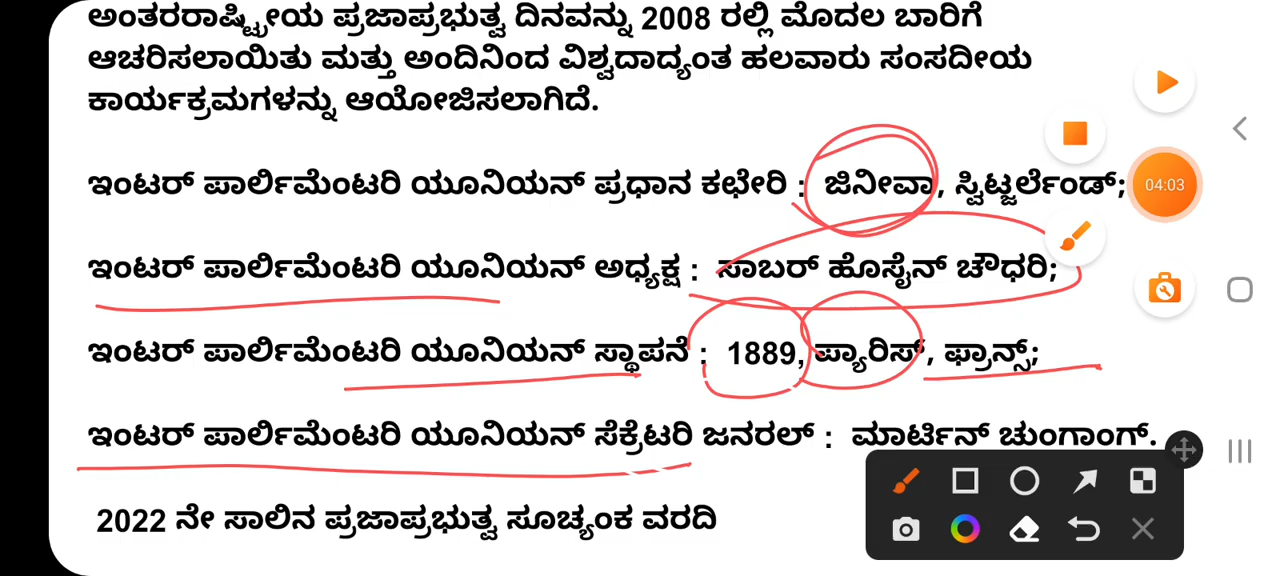 ಅಂತರರಾಷ್ಟ್ರೀಯ ಪ್ರಜಾಪ್ರಭುತ್ವ ದಿನವನ್ನು 2008 ರಲ್ಲಿ ಮೊದಲ ಬಾರಿಗೆ
ಆಚರಿಸಲಾಯಿತು ಮತ್ತು ಅಂದಿನಿಂದ ವಿಶ್ವದಾದ್ಯಂತ ಹಲವಾರು ಸಂಸದೀಯ
ಕಾರ್ಯಕ್ರಮಗಳನ್ನು ಆಯೋಜಿಸಲಾಗಿದೆ.
ಇಂಟರ್ ಪಾರ್ಲಿಮೆಂಟರಿ ಯೂನಿಯನ್ ಪ್ರಧಾನ ಕಛೇರಿ : ಜಿನೀವಾ, ಸ್ವಿಟ್ಜರ್ಲೆಂಡ್;
04:03
ಇಂಟರ್ ಪಾರ್ಲಿಮೆಂಟರಿ ಯೂನಿಯನ್ ಅಧ್ಯಕ್ಷ : ಸಾಬರ್ ಹೊಸೈನ್ ಚೌಧರಿ;
ಇಂಟರ್ ಪಾರ್ಲಿಮೆಂಟರಿ ಯೂನಿಯನ್ ಸ್ಥಾಪನೆ : 1889, ಪ್ಯಾರಿಸ್, ಫ್ರಾನ್ಸ್;
ಇಂಟರ್ ಪಾರ್ಲಿಮೆಂಟರಿ ಯೂನಿಯನ್ ಸೆಕ್ರೆಟರಿ ಜನರಲ್ : ಮಾರ್ಟಿನ್ ಚುಂಗಾಂಗ್.
2022 ನೇ ಸಾಲಿನ ಪ್ರಜಾಪ್ರಭುತ್ವ ಸೂಚ್ಯಂಕ ವರದಿ